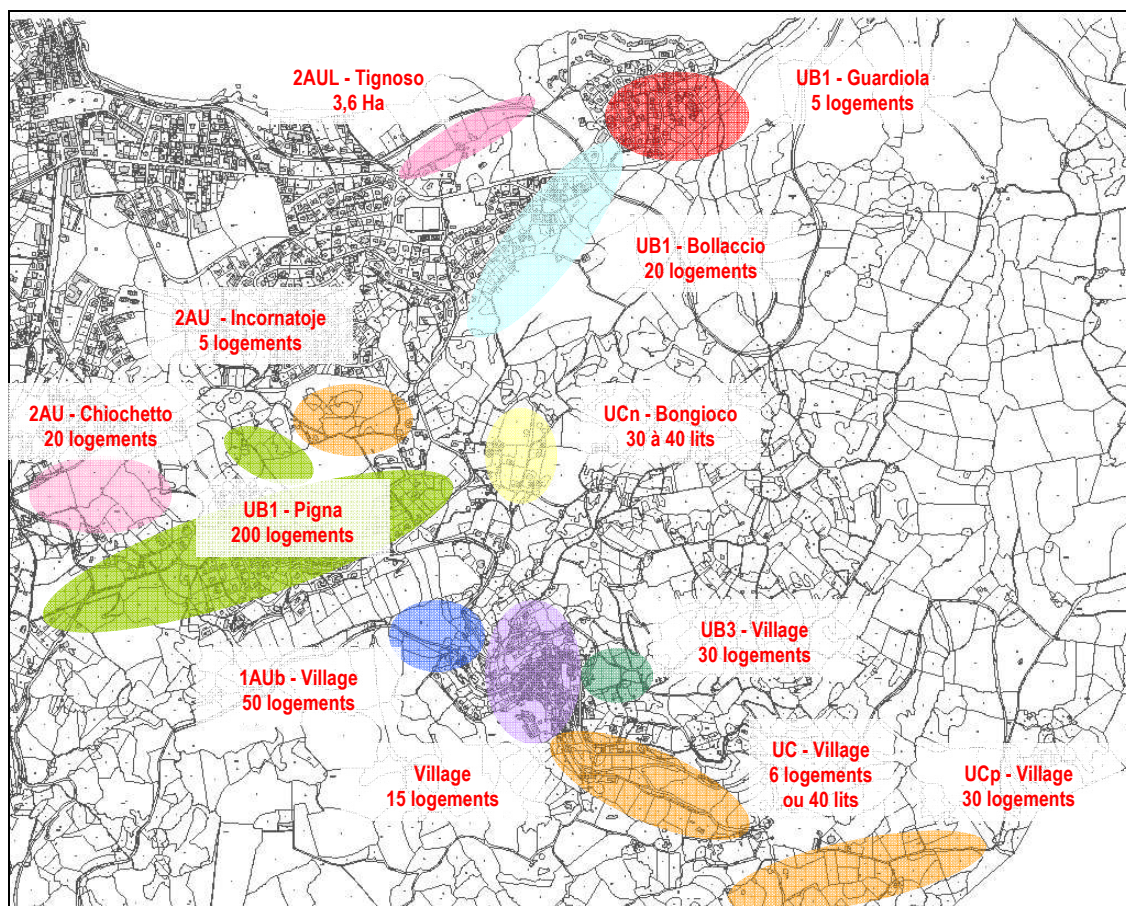 2AUL - Tignoso
3,6 Ha
UB1 - Guardiola
5 logements
UB1 - Bollaccio
20 logements
2AU - Incornatoje
5 logements
2AU - Chiochetto
20 logements
UCn - Bongioco
30 à 40 lits
UB1 - Pigna
200 logements
UB3 - Village
30 logements
1AUb - Village
50 logements
Village
15 logements
UC - Village
6 logements
ou 40 lits
UCp - Village
30 logements